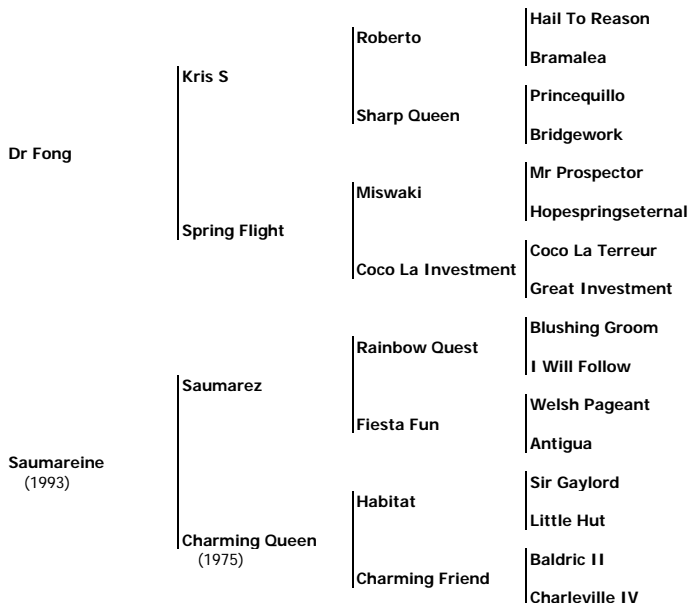 Hail To Reason
Roberto
Bramalea
Kris S
Princequillo
Sharp Queen
Bridgework
Dr Fong
Mr Prospector
Miswaki
Hopespringseternal
Spring Flight
Coco La Terreur
Coco La Investment
Great Investment
Blushing Groom
Rainbow Quest
I Will Follow
Saumarez
Welsh Pageant
Fiesta Fun
Antigua
Saumareine
(1993)
Sir Gaylord
Habitat
Little Hut
Charming Queen
(1975)
Baldric II
Charming Friend
Charleville IV